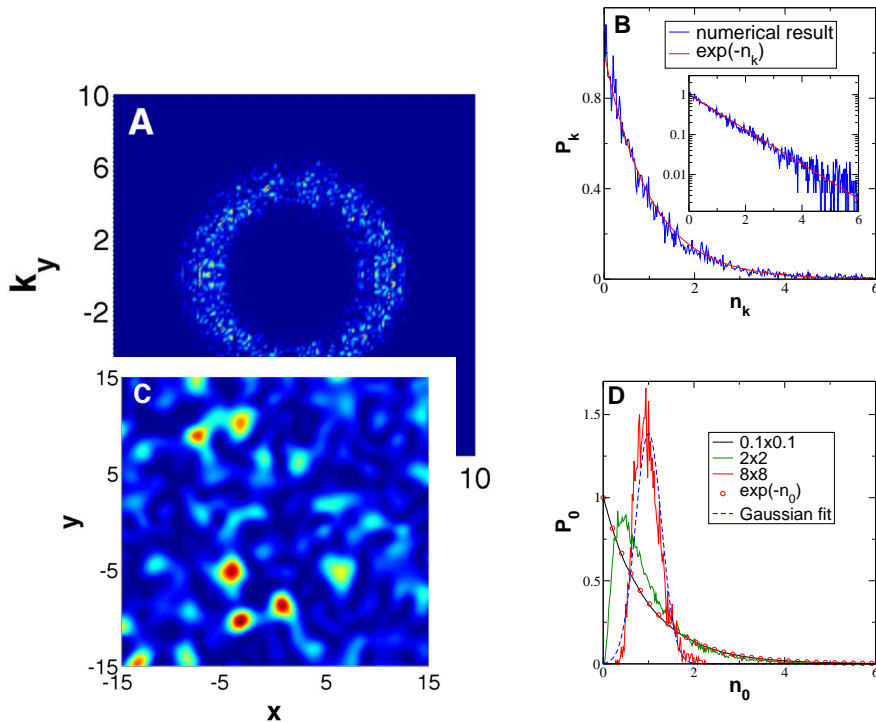 A
10
6
2
-2
k_y
10
B
numerical result
exp(-n_k)
P_k
0.8
0.4
0
0 2 4 6
n_k
1
0.1
0.01
0 2 4 6
C
15
5
-5
-15
y
-15 -5 5 15
x
D
0.1x0.1
2x2
8x8
exp(-n_0)
Gaussian fit
P_0
1.5
1
0.5
0
0 2 4 6
n_0